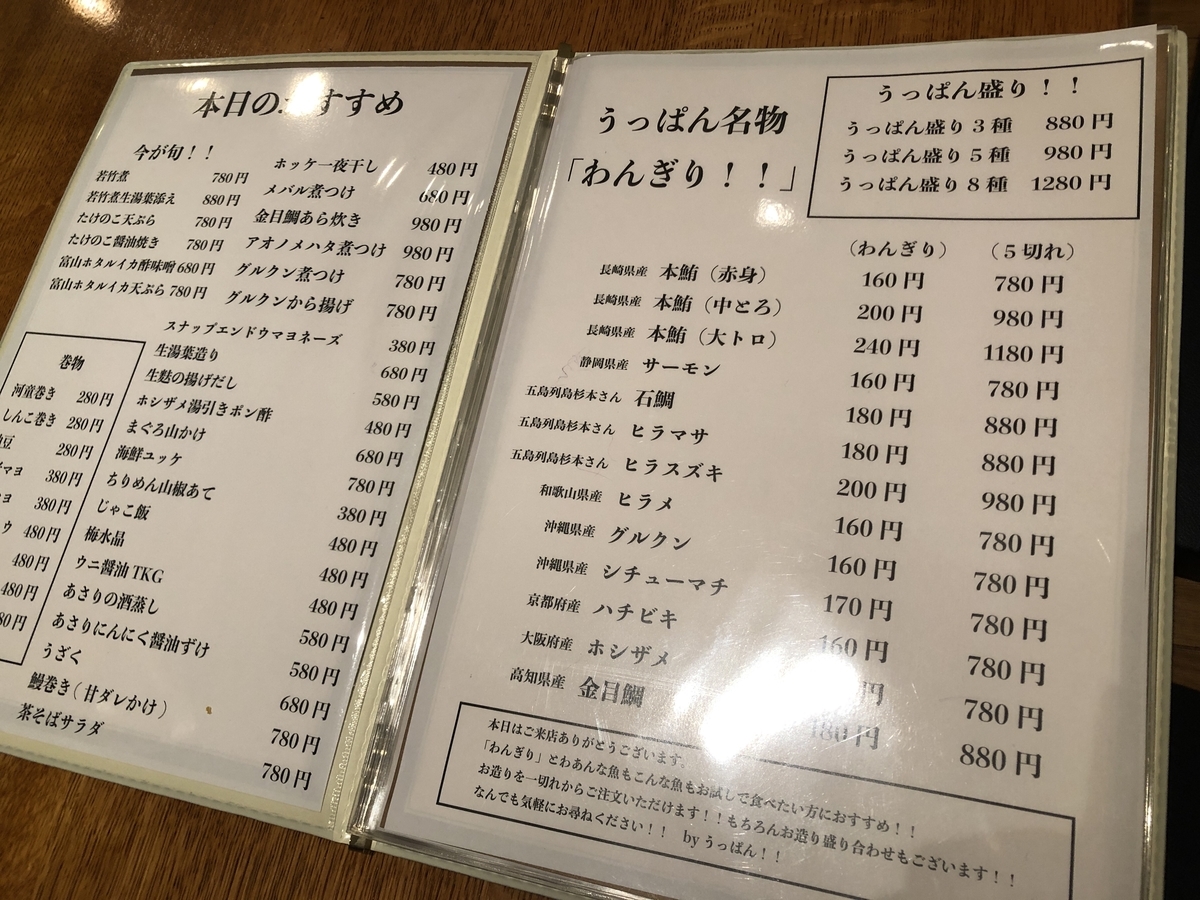 本日のおすすめ
今が旬！！
若竹煮 780円
若竹煮生湯葉添え 880円
たけのこ天ぷら 780円
たけのこ醤油焼き 780円
富山ホタルイカ酢味噌 680円
富山ホタルイカ天ぷら 780円
ホッケ一夜干し 480円
メバル煮つけ 680円
金目鯛あら炊き 980円
アオノメハタ煮つけ 980円
グルクン煮つけ 780円
グルクンから揚げ 780円
スナップエンドウマヨネーズ 380円
生湯葉造り 680円
生麩の揚げだし 580円
ホシザメ湯引きポン酢 480円
まぐろ山かけ 680円
海鮮ユッケ 780円
ちりめん山椒あて 380円
じゃこ飯 480円
梅水晶 480円
ウニ醤油TKG 480円
あさりの酒蒸し 580円
あさりにんにく醤油ずけ 580円
うざく 680円
鰻巻き(甘ダレかけ) 780円
茶そばサラダ 780円
巻物
河童巻き 280円
しんこ巻き 280円
豆 280円
マヨ 380円
ヨ 380円
ウ 480円
480円
480円
80円
うっぱん名物
「わんぎり！！」
うっぱん盛り！！
うっぱん盛り3種 880円
うっぱん盛り5種 980円
うっぱん盛り8種 1280円
（わんぎり） （5切れ）
長崎県産 本鮪（赤身） 160円 780円
長崎県産 本鮪（中とろ） 200円 980円
長崎県産 本鮪（大トロ） 240円 1180円
静岡県産 サーモン 160円 780円
五島列島杉本さん 石鯛 180円 880円
五島列島杉本さん ヒラマサ 180円 880円
五島列島杉本さん ヒラスズキ 200円 980円
和歌山県産 ヒラメ 160円 780円
沖縄県産 グルクン 160円 780円
沖縄県産 シチューマチ 170円 780円
京都府産 ハチビキ 160円 780円
大阪府産 ホシザメ 円 780円
高知県産 金目鯛 180円 880円
本日はご来店ありがとうございます。
「わんぎり」とわあんな魚もこんな魚もお試しで食べたい方におすすめ！！
お造りを一切れからご注文いただけます！！もちろんお造り盛り合わせもございます！！
なんでも気軽にお尋ねください！！ by うっぱん！！